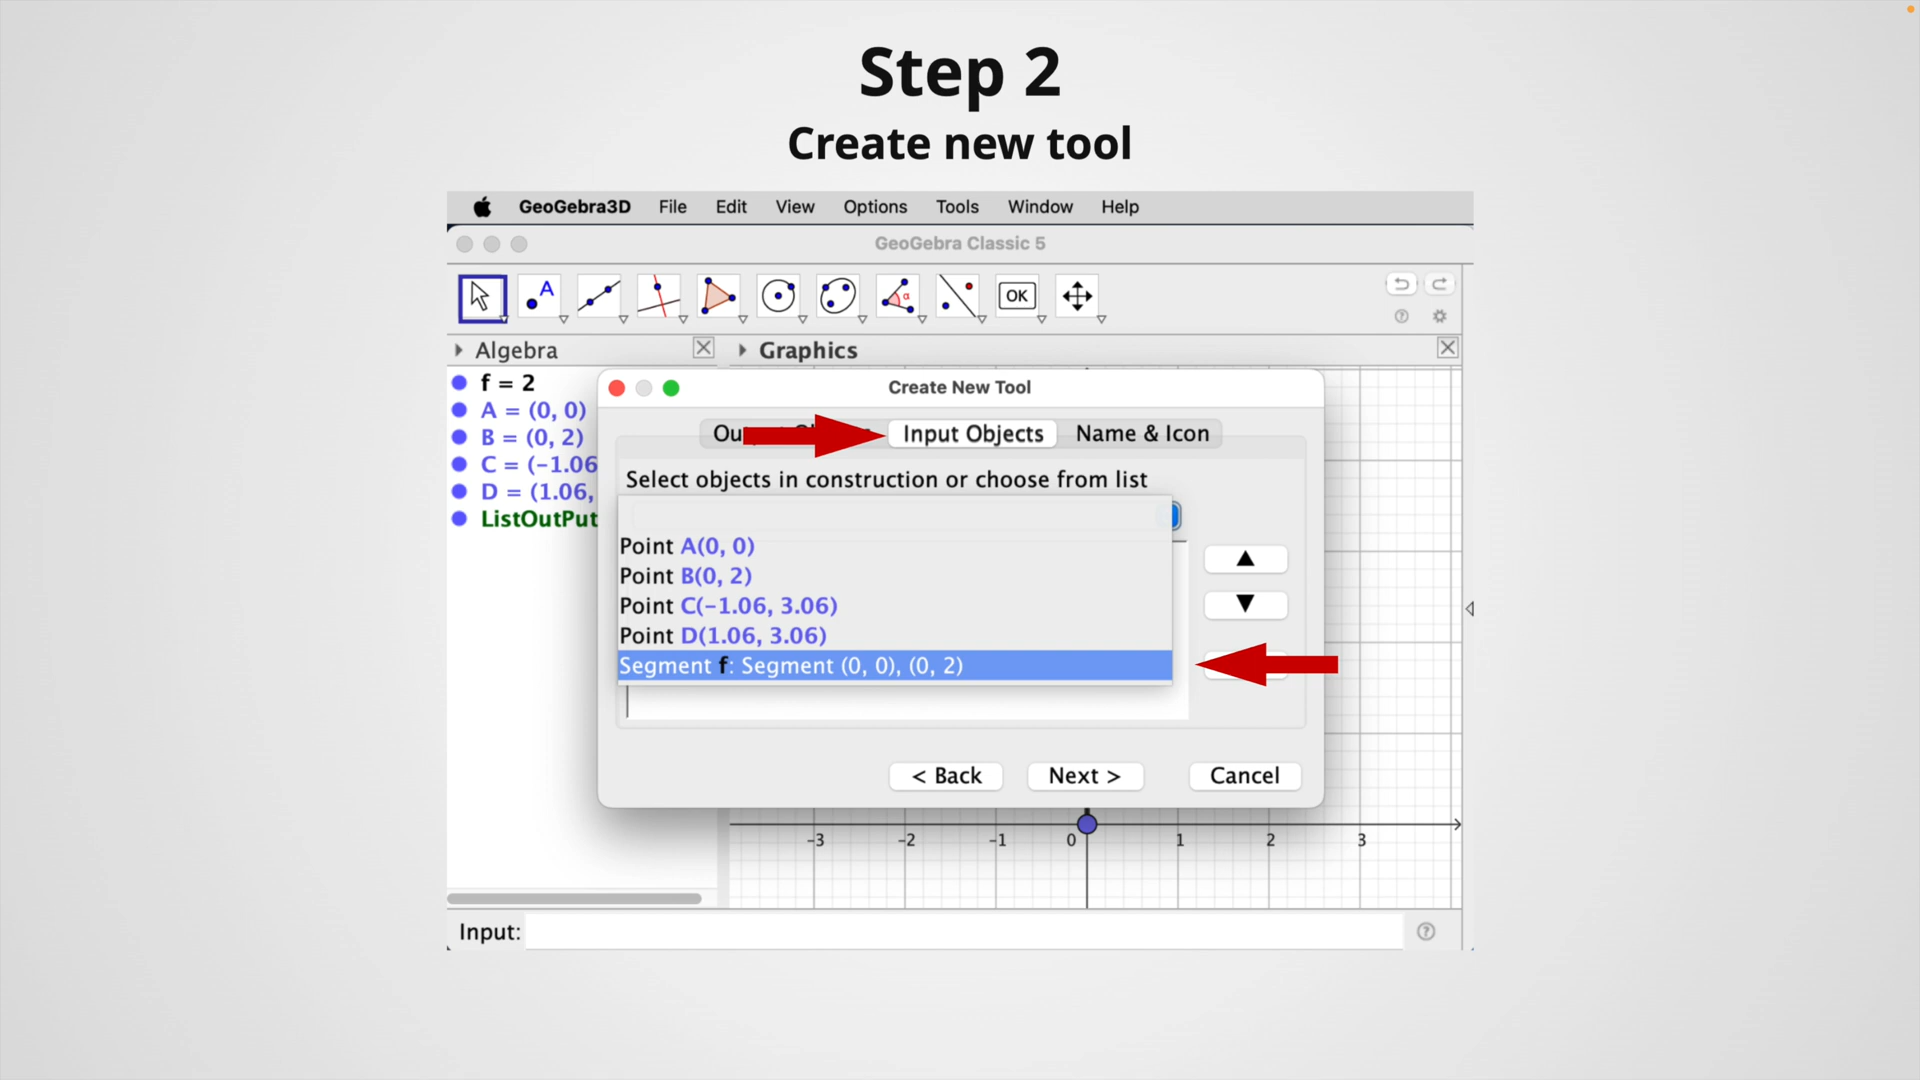 Step 2
Create new tool
GeoGebra3D File Edit View Options Tools Window Help
GeoGebra Classic 5
A
α
OK
Algebra
Graphics
f = 2
A = (0, 0)
B = (0, 2)
C = (−1.06
D = (1.06,
ListOutPut
Create New Tool
Input Objects
Name & Icon
Select objects in construction or choose from list
Point A(0, 0)
Point B(0, 2)
Point C(−1.06, 3.06)
Point D(1.06, 3.06)
Segment f: Segment (0, 0), (0, 2)
< Back
Next >
Cancel
-3 -2 -1 0 1 2 3
Input: